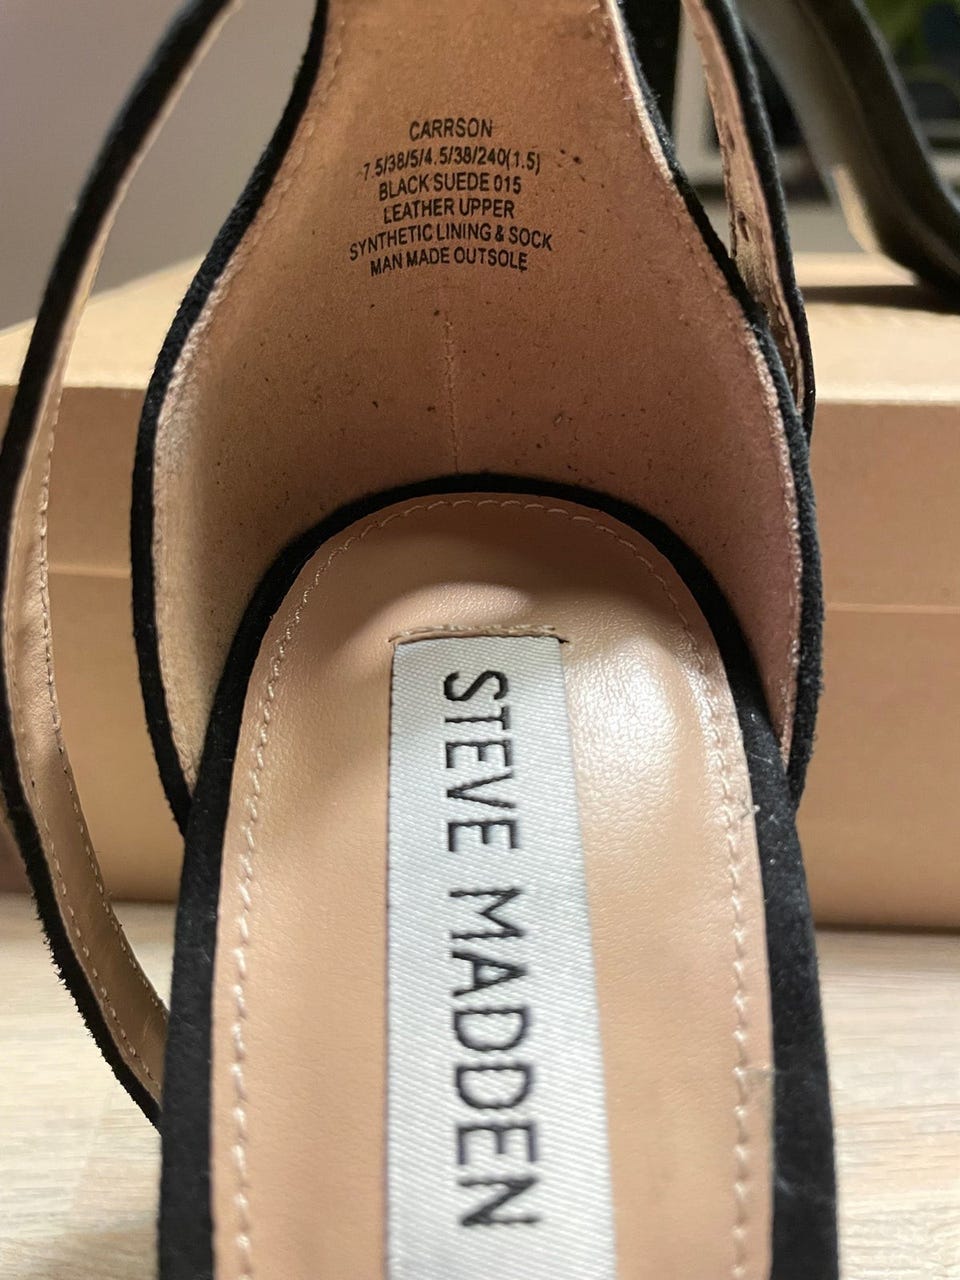 CARRSON
7.5/38/5/4.5/38/240(1.5)
BLACK SUEDE 015
LEATHER UPPER
SYNTHETIC LINING & SOCK
MAN MADE OUTSOLE
STEVE MADDEN